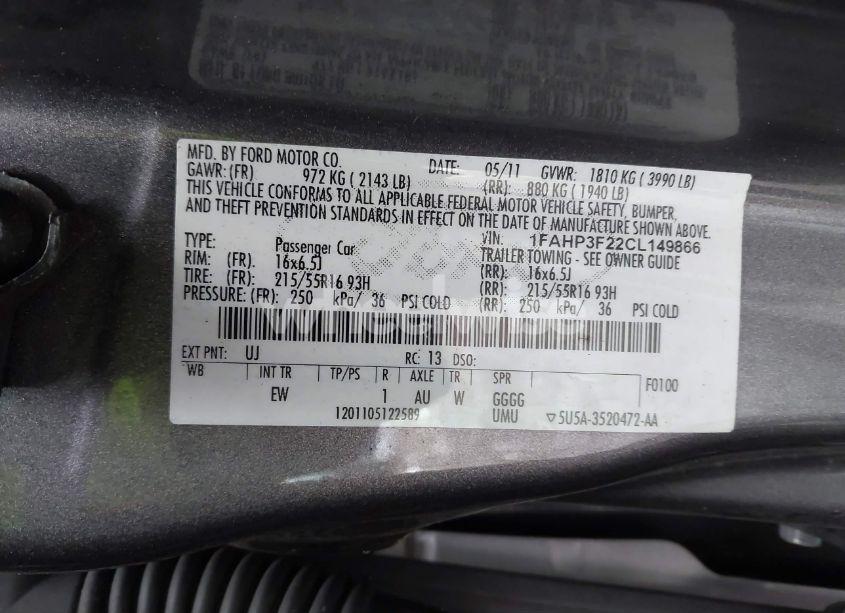 MFD. BY FORD MOTOR CO. DATE: 05/11 GVWR: 1810 KG ( 3990 LB)
GAWR: (FR) 972 KG ( 2143 LB) (RR): 880 KG ( 1940 LB)
THIS VEHICLE CONFORMS TO ALL APPLICABLE FEDERAL MOTOR VEHICLE SAFETY, BUMPER,
AND THEFT PREVENTION STANDARDS IN EFFECT ON THE DATE OF MANUFACTURE SHOWN ABOVE.
VIN: 1FAHP3F22CL149866
TYPE: Passenger Car TRAILER TOWING - SEE OWNER GUIDE
RIM: (FR): 16x6.5J (RR): 16x6.5J
TIRE: (FR): 215/55R16 93H (RR): 215/55R16 93H
PRESSURE: (FR): 250 kPa/ 36 PSI COLD (RR): 250 kPa/ 36 PSI COLD
EXT PNT: UJ RC: 13 DSO:
WB INT TR TP/PS R AXLE TR SPR F0100
EW 1 AU W GGGG
1201105122589 UMU 5U5A-3520472-AA